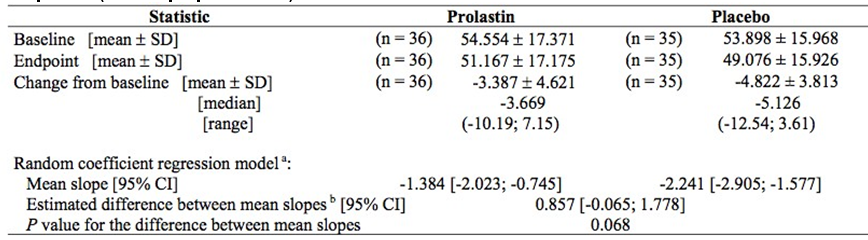 Statistic Prolastin Placebo
Baseline [mean ± SD] (n = 36) 54.554 ± 17.371 (n = 35) 53.898 ± 15.968
Endpoint [mean ± SD] (n = 36) 51.167 ± 17.175 (n = 35) 49.076 ± 15.926
Change from baseline [mean ± SD] (n = 36) -3.387 ± 4.621 (n = 35) -4.822 ± 3.813
[median] -3.669 -5.126
[range] (-10.19; 7.15) (-12.54; 3.61)
Random coefficient regression model a:
Mean slope [95% CI] -1.384 [-2.023; -0.745] -2.241 [-2.905; -1.577]
Estimated difference between mean slopes b [95% CI] 0.857 [-0.065; 1.778]
P value for the difference between mean slopes 0.068